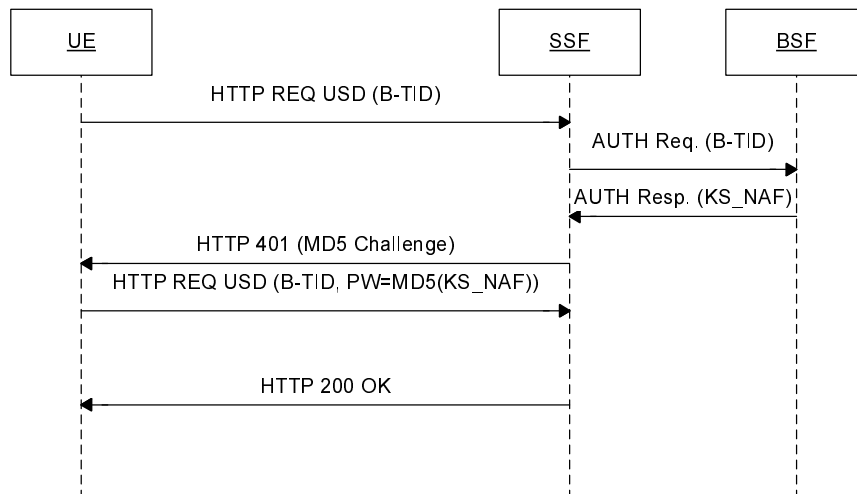 UE
SSF
BSF
HTTP REQ USD (B-TID)
AUTH Req. (B-TID)
AUTH Resp. (KS_NAF)
HTTP 401 (MD5 Challenge)
HTTP REQ USD (B-TID, PW=MD5(KS_NAF))
HTTP 200 OK